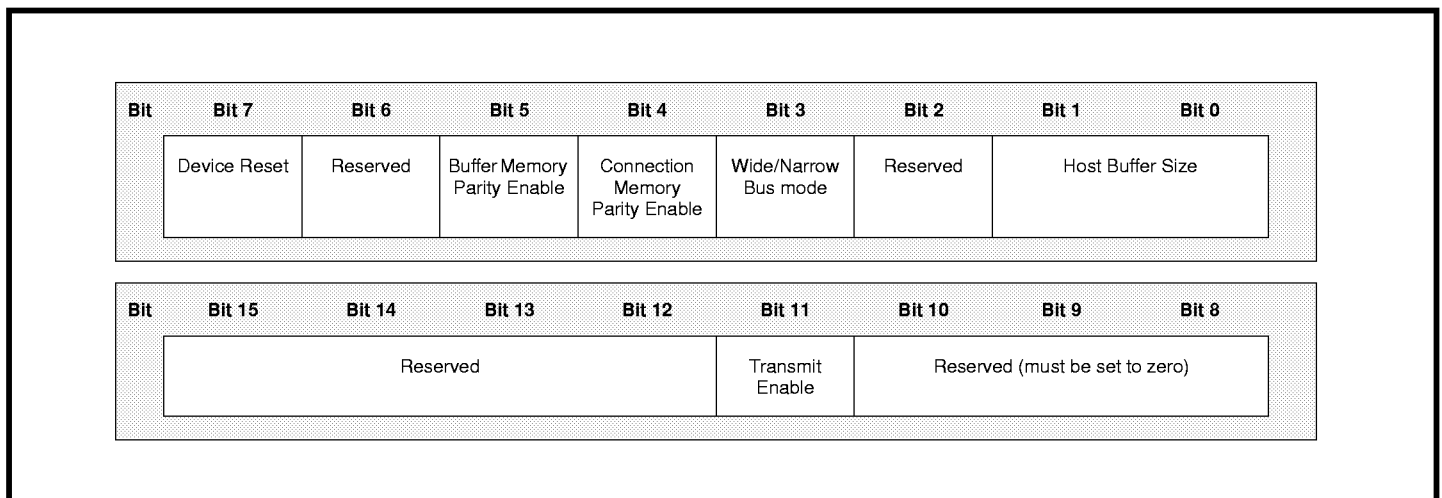 Bit Bit 7 Bit 6 Bit 5 Bit 4 Bit 3 Bit 2 Bit 1 Bit 0
Device Reset Reserved Buffer Memory Connection Wide/Narrow Reserved Host Buffer Size
Parity Enable Memory Bus mode
Parity Enable
Bit Bit 15 Bit 14 Bit 13 Bit 12 Bit 11 Bit 10 Bit 9 Bit 8
Reserved Transmit Reserved (must be set to zero)
Enable